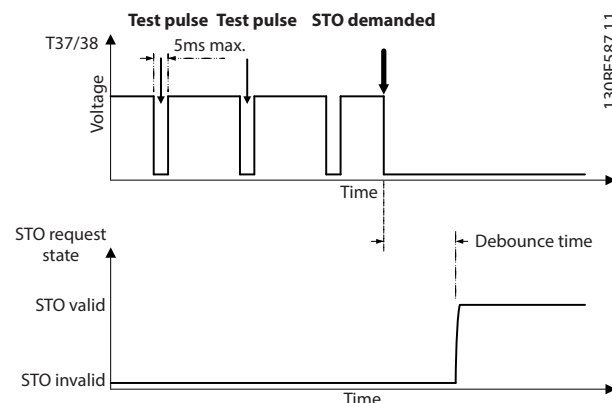 Test pulse Test pulse STO demanded
T37/38
5ms max.
Voltage
Time
130BE587.11
STO request
state
Debounce time
STO valid
STO invalid
Time